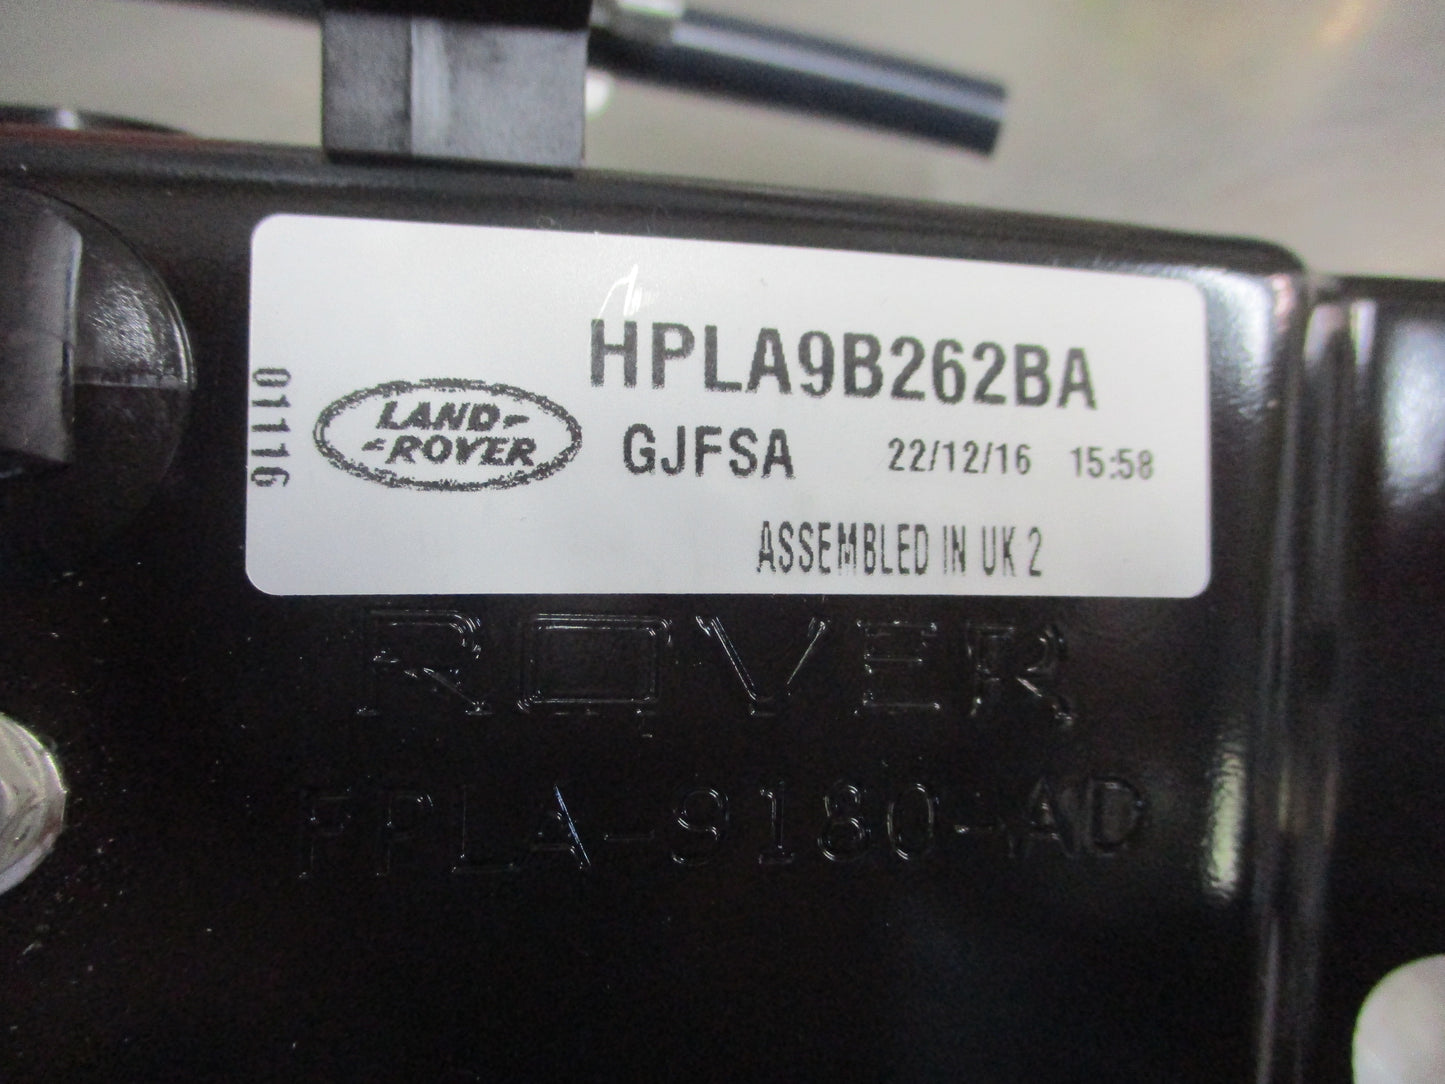 HPLA9B262BA
01116
LAND-
-ROVER
GJFSA 22/12/16 15:58
ASSEMBLED IN UK 2
ROVER
FPLA-9180-AD